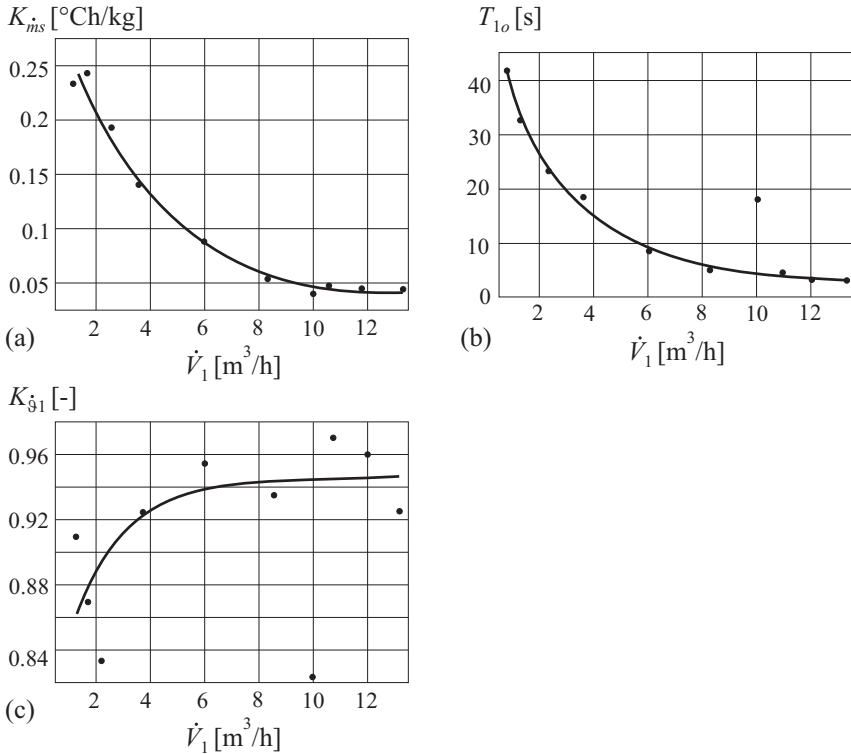 K_ṁs [°Ch/kg]
0.25
0.2
0.15
0.1
0.05
2 4 6 8 10 12
(a)
V̇₁ [m³/h]
T₁ₒ [s]
40
30
20
10
0
2 4 6 8 10 12
(b)
V̇₁ [m³/h]
K_ϑ̇1 [-]
0.96
0.92
0.88
0.84
2 4 6 8 10 12
(c)
V̇₁ [m³/h]